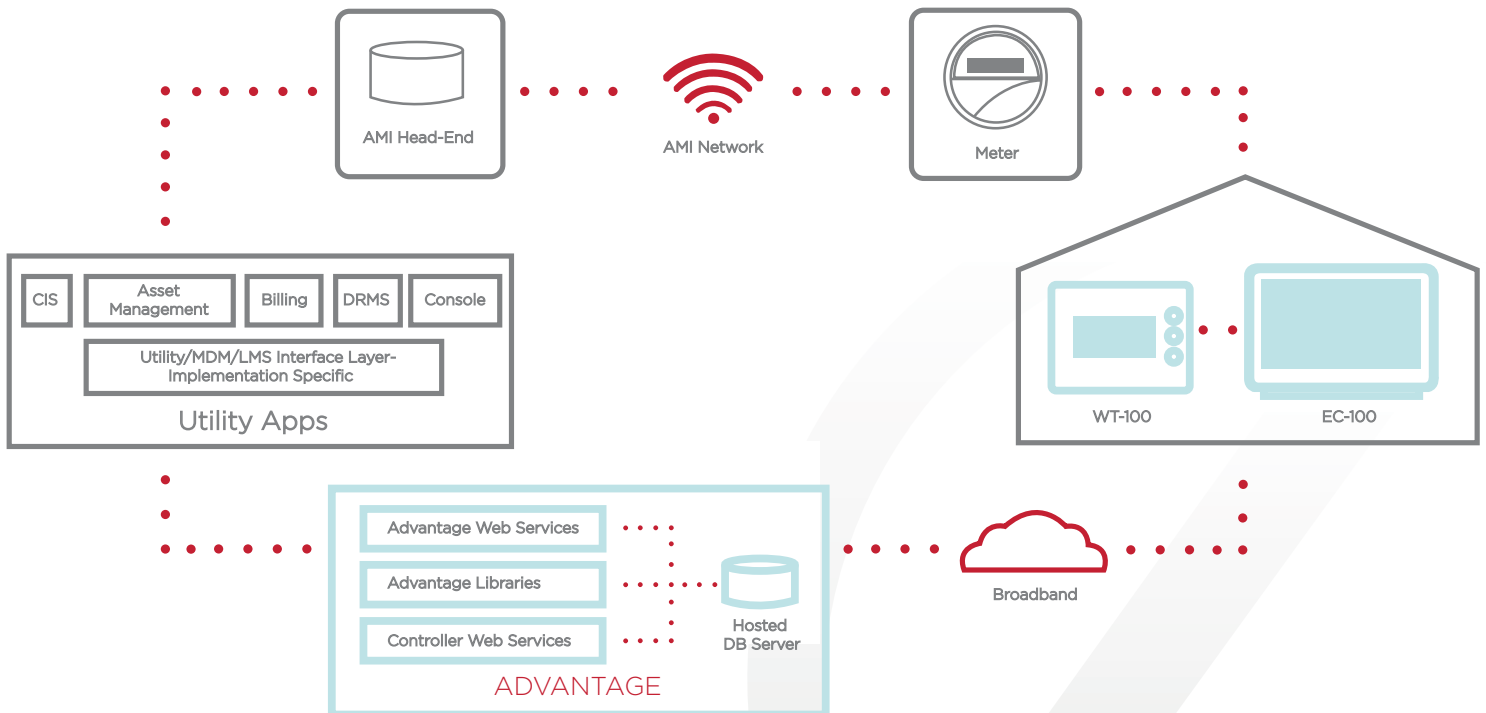 AMI Head-End
AMI Network
Meter
CIS
Asset
Management
Billing
DRMS
Console
Utility/MDM/LMS Interface Layer-
Implementation Specific
Utility Apps
WT-100
EC-100
Advantage Web Services
Advantage Libraries
Controller Web Services
Hosted
DB Server
ADVANTAGE
Broadband